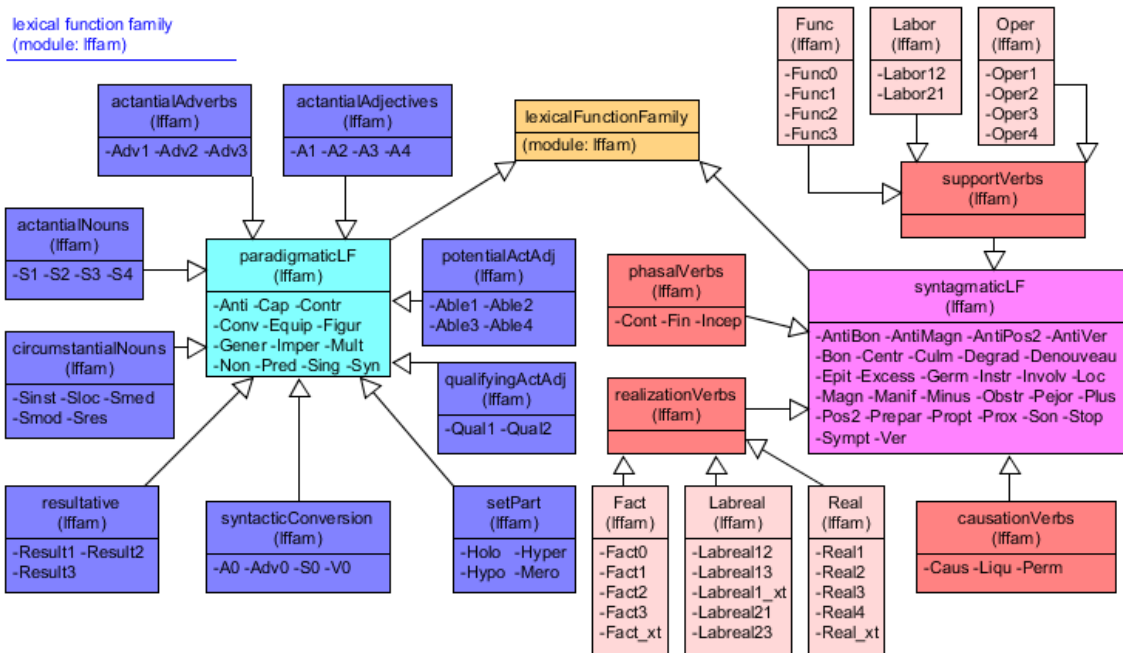 lexical function family
(module: lffam)
actantialAdverbs
(lffam)
-Adv1 -Adv2 -Adv3
actantialAdjectives
(lffam)
-A1 -A2 -A3 -A4
lexicalFunctionFamily
(module: lffam)
Func
(lffam)
-Func0
-Func1
-Func2
-Func3
Labor
(lffam)
-Labor12
-Labor21
Oper
(lffam)
-Oper1
-Oper2
-Oper3
-Oper4
supportVerbs
(lffam)
actantialNouns
(lffam)
-S1 -S2 -S3 -S4
paradigmaticLF
(lffam)
-Anti -Cap -Contr
-Conv -Equip -Figur
-Gener -Imper -Mult
-Non -Pred -Sing -Syn
potentialActAdj
(lffam)
-Able1 -Able2
-Able3 -Able4
phasalVerbs
(lffam)
-Cont -Fin -Incep
syntagmaticLF
(lffam)
-AntiBon -AntiMagn -AntiPos2 -AntiVer
-Bon -Centr -Culm -Degrad -Denouveau
-Epit -Excess -Germ -Instr -Involv -Loc
-Magn -Manif -Minus -Obstr -Pejor -Plus
-Pos2 -Prepar -Propt -Prox -Son -Stop
-Sympt -Ver
circumstantialNouns
(lffam)
-Sinst -Sloc -Smed
-Smod -Sres
qualifyingActAdj
(lffam)
-Qual1 -Qual2
realizationVerbs
(lffam)
resultative
(lffam)
-Result1 -Result2
-Result3
syntacticConversion
(lffam)
-A0 -Adv0 -S0 -V0
setPart
(lffam)
-Holo -Hyper
-Hypo -Mero
Fact
(lffam)
-Fact0
-Fact1
-Fact2
-Fact3
-Fact_xt
Labreal
(lffam)
-Labreal12
-Labreal13
-Labreal1_xt
-Labreal21
-Labreal23
Real
(lffam)
-Real1
-Real2
-Real3
-Real4
-Real_xt
causationVerbs
(lffam)
-Caus -Liqu -Perm